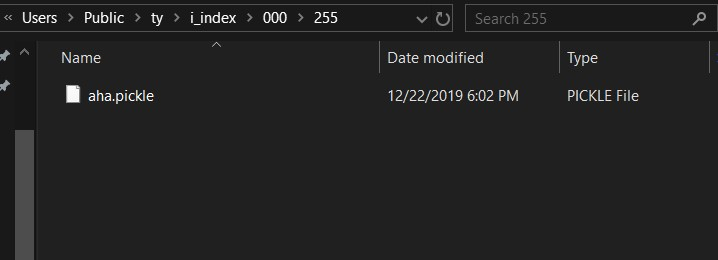 « Users > Public > ty > i_index > 000 > 255 Search 255
Name Date modified Type
aha.pickle 12/22/2019 6:02 PM PICKLE File